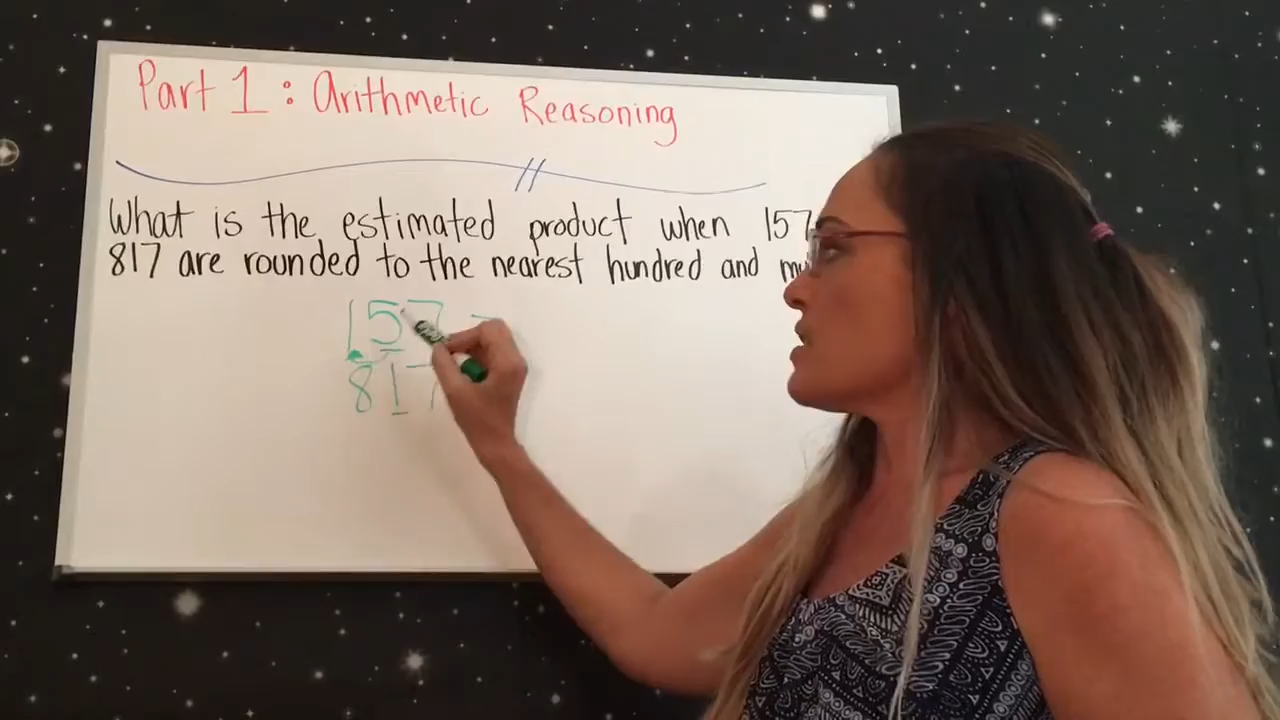 Part 1: Arithmetic Reasoning
What is the estimated product when 157
817 are rounded to the nearest hundred and
157
817